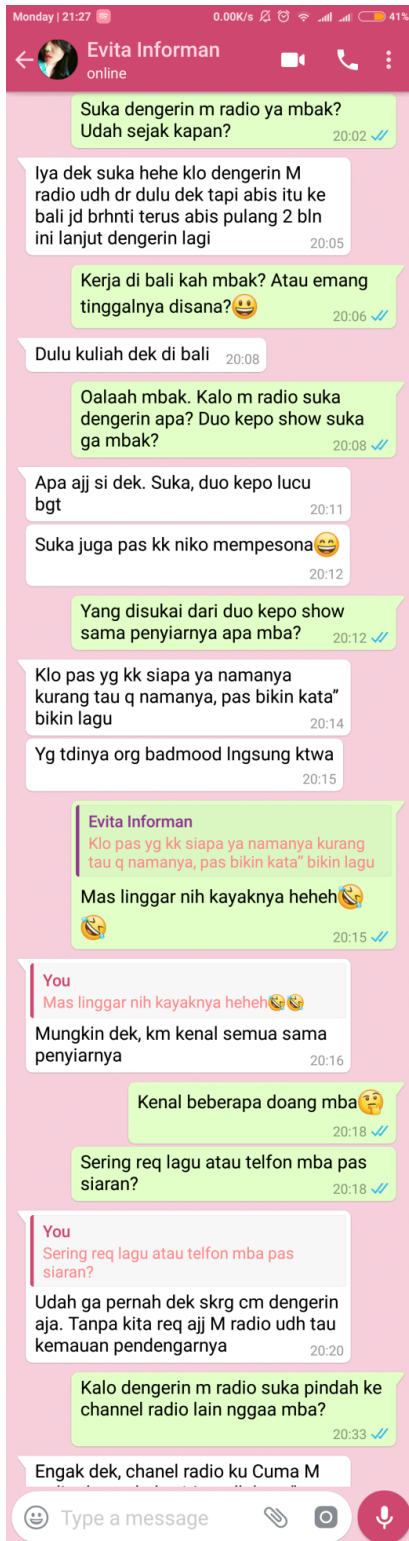 Monday | 21:27
0.00K/s
41%
Evita Informan
online
Suka dengerin m radio ya mbak?
Udah sejak kapan?
20:02
Iya dek suka hehe klo dengerin M
radio udh dr dulu dek tapi abis itu ke
bali jd brhnti terus abis pulang 2 bln
ini lanjut dengerin lagi
20:05
Kerja di bali kah mbak? Atau emang
tinggalnya disana?😃
20:06
Dulu kuliah dek di bali
20:08
Oalaah mbak. Kalo m radio suka
dengerin apa? Duo kepo show suka
ga mbak?
20:08
Apa ajj si dek. Suka, duo kepo lucu
bgt
20:11
Suka juga pas kk niko mempesona😄
20:12
Yang disukai dari duo kepo show
sama penyiarnya apa mba?
20:12
Klo pas yg kk siapa ya namanya
kurang tau q namanya, pas bikin kata”
bikin lagu
20:14
Yg tdinya org badmood lngsung ktwa
20:15
Evita Informan
Klo pas yg kk siapa ya namanya kurang
tau q namanya, pas bikin kata” bikin lagu
Mas linggar nih kayaknya heheh🤣
🤣
20:15
You
Mas linggar nih kayaknya heheh🤣🤣
Mungkin dek, km kenal semua sama
penyiarnya
20:16
Kenal beberapa doang mba🤔
20:18
Sering req lagu atau telfon mba pas
siaran?
20:18
You
Sering req lagu atau telfon mba pas
siaran?
Udah ga pernah dek skrg cm dengerin
aja. Tanpa kita req ajj M radio udh tau
kemauan pendengarnya
20:20
Kalo dengerin m radio suka pindah ke
channel radio lain nggaa mba?
20:33
Engak dek, chanel radio ku Cuma M
Type a message